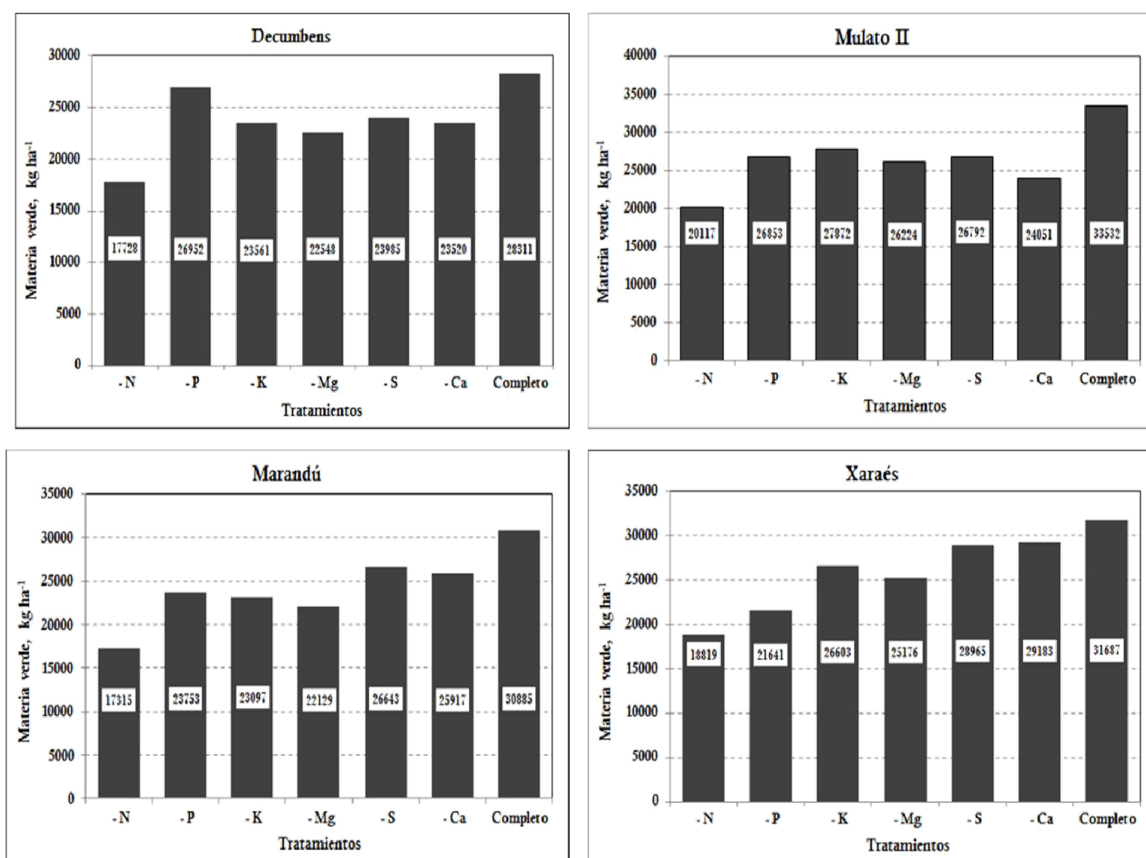 Decumbens
Materia verde, kg ha⁻¹
30000
25000
20000
15000
10000
5000
0
17728 26952 23561 22548 23985 23520 28311
- N - P - K - Mg - S - Ca Completo
Tratamientos
Mulato II
Materia verde, kg ha⁻¹
40000
35000
30000
25000
20000
15000
10000
5000
0
20117 26853 27872 26224 26792 24051 33532
- N - P - K - Mg - S - Ca Completo
Tratamientos
Marandú
Materia verde, kg ha⁻¹
35000
30000
25000
20000
15000
10000
5000
0
17315 23753 23097 22129 26643 25917 30885
- N - P - K - Mg - S - Ca Completo
Tratamientos
Xaraés
Materia verde, kg ha⁻¹
35000
30000
25000
20000
15000
10000
5000
0
18819 21641 26603 25176 28965 29183 31687
- N - P - K - Mg - S - Ca Completo
Tratamientos